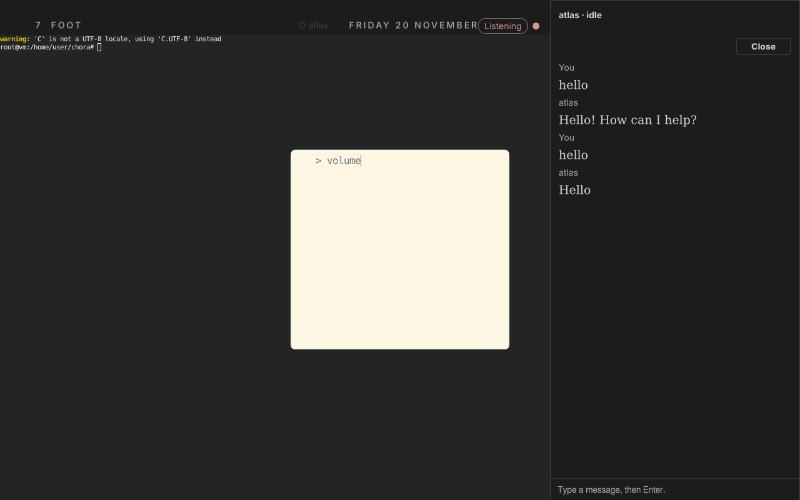 7 FOOT
O atlas
FRIDAY 20 NOVEMBER
Listening
warning: 'C' is not a UTF-8 locale, using 'C.UTF-8' instead
root@vm:/home/user/chora#
> volume
atlas · idle
Close
You
hello
atlas
Hello! How can I help?
You
hello
atlas
Hello
Type a message, then Enter.